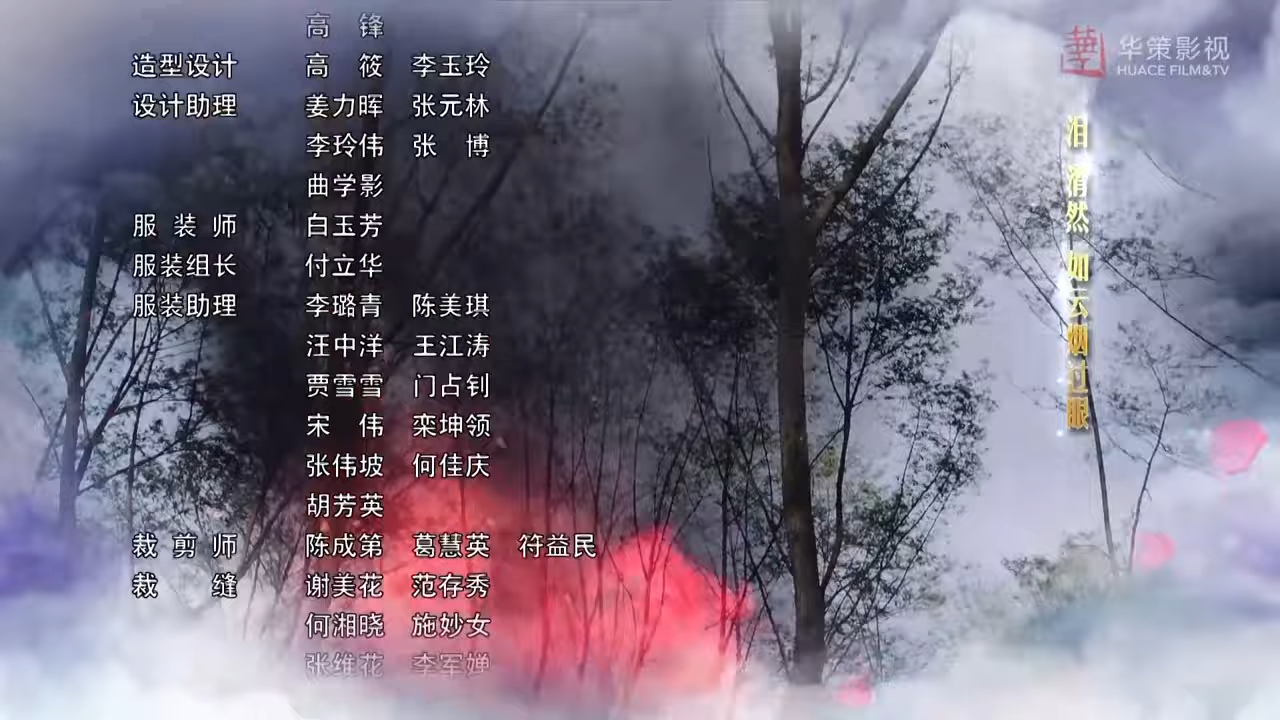 高 锋
造型设计 高 筱 李玉玲
设计助理 姜力晖 张元林
李玲伟 张 博
曲学影
服 装 师 白玉芳
服装组长 付立华
服装助理 李璐青 陈美琪
汪中洋 王江涛
贾雪雪 门占钊
宋 伟 栾坤领
张伟坡 何佳庆
胡芳英
裁 剪 师 陈成第 葛慧英 符益民
裁 缝 谢美花 范存秀
何湘晓 施妙女
张维花 李军婵
华策影视
HUACE FILM&TV
泪 潸然 如云烟过眼